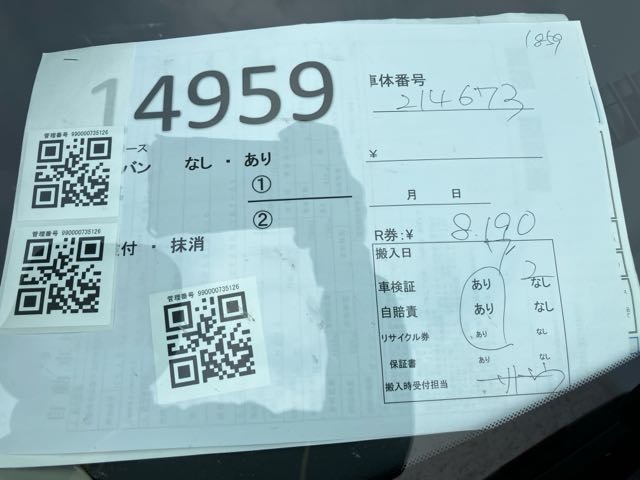 1859
14959
車体番号
214673
管理番号 990000735126
ース
バン なし・あり
¥
①
月 日
②
R券:¥ 8,190
管理番号 990000735126
付・抹消
搬入日 2
車検証 あり なし
自賠責 あり なし
リサイクル券 あり なし
保証書 あり なし
搬入時受付担当
管理番号 990000735126